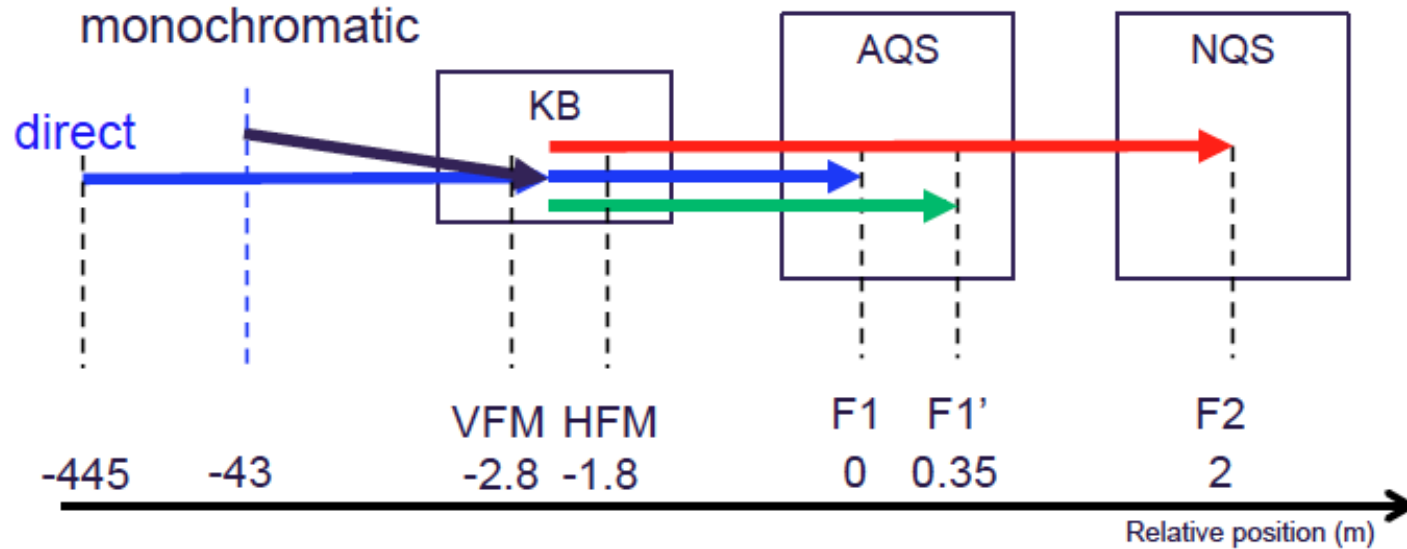 monochromatic
direct
KB
AQS
NQS
VFM HFM F1 F1’ F2
-445 -43 -2.8 -1.8 0 0.35 2
Relative position (m)